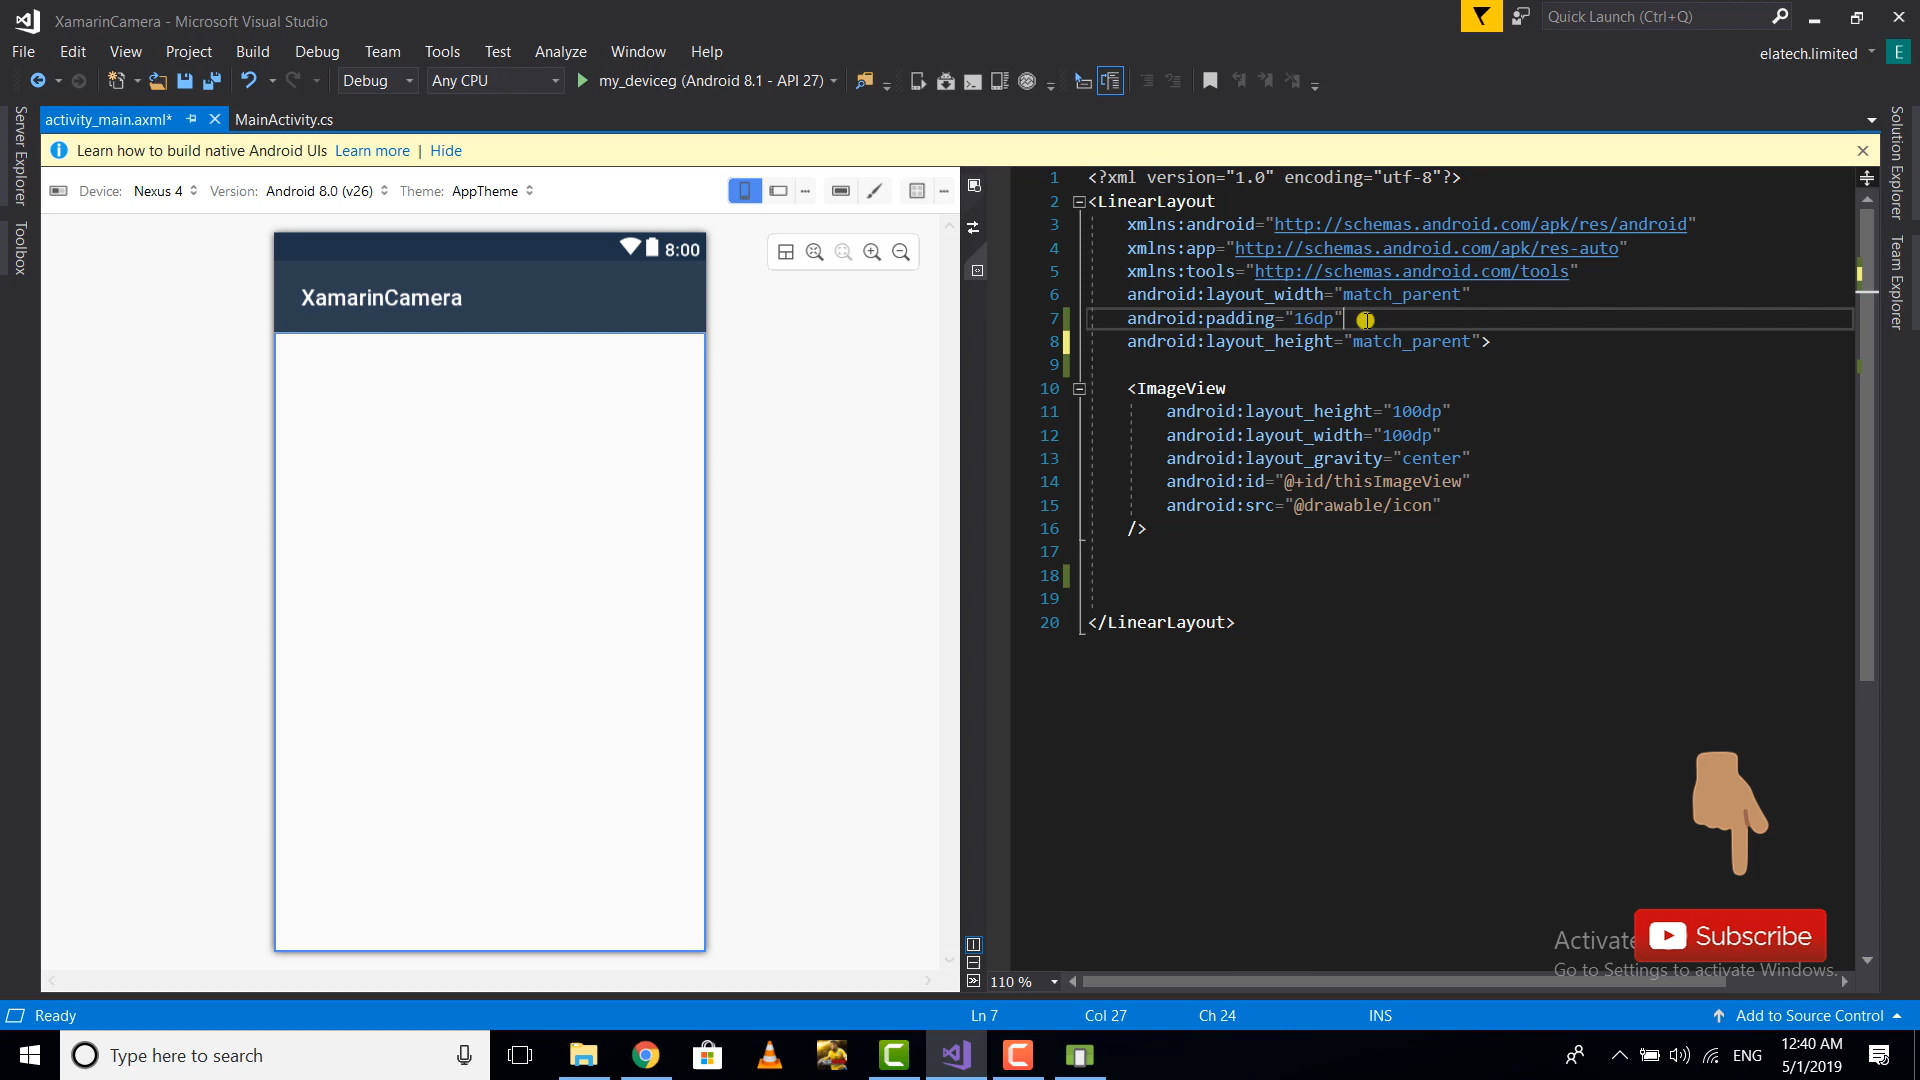 XamarinCamera - Microsoft Visual Studio
Quick Launch (Ctrl+Q)
File Edit View Project Build Debug Team Tools Test Analyze Window Help
elatech.limited E
Debug Any CPU my_deviceg (Android 8.1 - API 27)
Server Explorer
Toolbox
activity_main.axml* MainActivity.cs
Learn how to build native Android UIs Learn more | Hide
Device: Nexus 4 Version: Android 8.0 (v26) Theme: AppTheme
8:00
XamarinCamera
1 <?xml version="1.0" encoding="utf-8"?>
2 <LinearLayout
3 xmlns:android="http://schemas.android.com/apk/res/android"
4 xmlns:app="http://schemas.android.com/apk/res-auto"
5 xmlns:tools="http://schemas.android.com/tools"
6 android:layout_width="match_parent"
7 android:padding="16dp"
8 android:layout_height="match_parent">
9
10 <ImageView
11 android:layout_height="100dp"
12 android:layout_width="100dp"
13 android:layout_gravity="center"
14 android:id="@+id/thisImageView"
15 android:src="@drawable/icon"
16 />
17
18
19
20 </LinearLayout>
Solution Explorer
Team Explorer
Activate
Subscribe
Go to Settings to activate Windows.
110 %
Ready Ln 7 Col 27 Ch 24 INS Add to Source Control
Type here to search
ENG
12:40 AM
5/1/2019